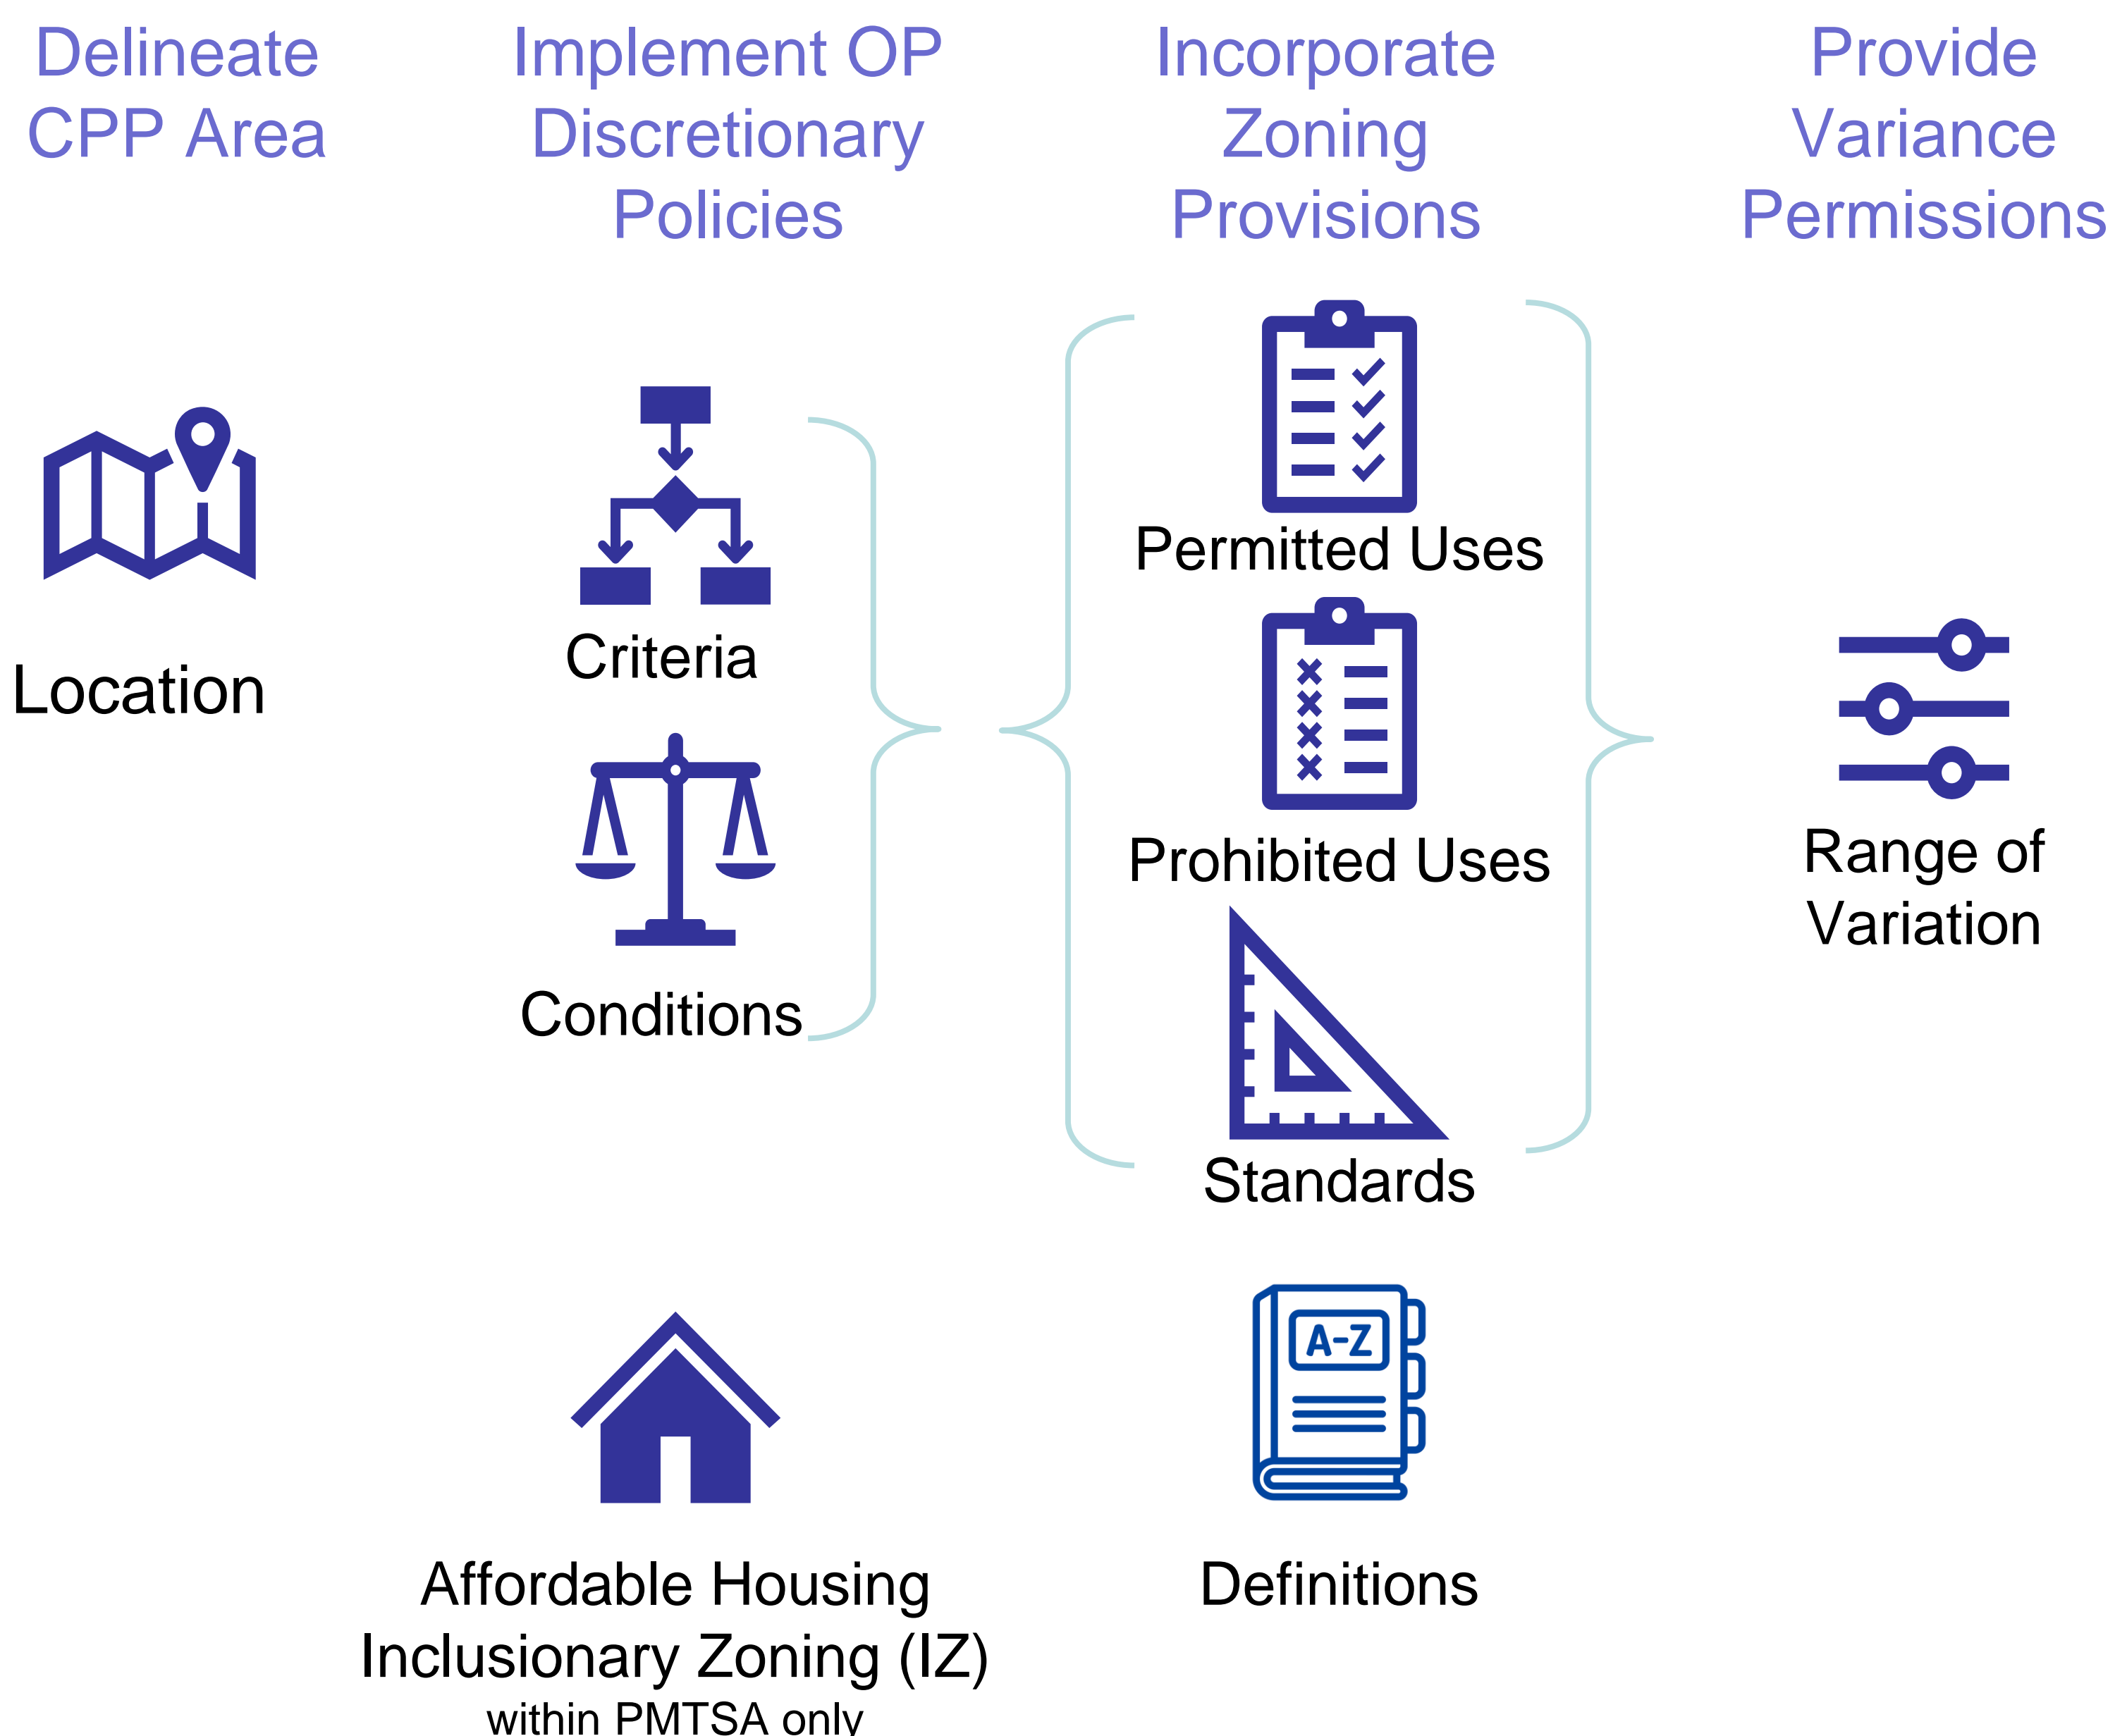 Delineate
CPP Area
Implement OP
Discretionary
Policies
Incorporate
Zoning
Provisions
Provide
Variance
Permissions
Location
Criteria
Conditions
Affordable Housing
Inclusionary Zoning (IZ)
within PMTSA only
Permitted Uses
Prohibited Uses
Standards
A-Z
Definitions
Range of
Variation